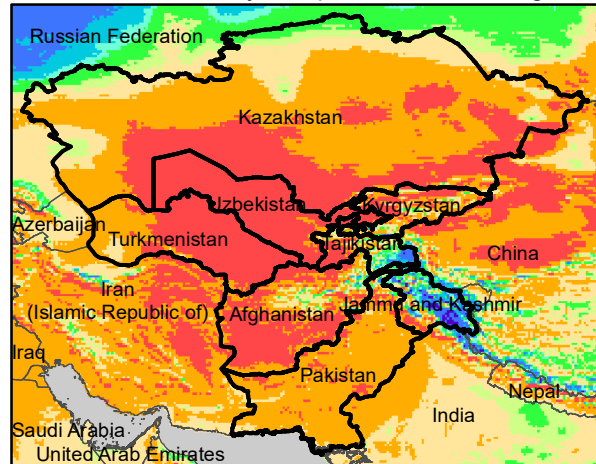 Russian Federation
Kazakhstan
Uzbekistan
Kyrgyzstan
Azerbaijan
Turkmenistan
Tajikistan
China
Iran
(Islamic Republic of)
Afghanistan
Jammu and Kashmir
Iraq
Pakistan
Nepal
India
Saudi Arabia
United Arab Emirates